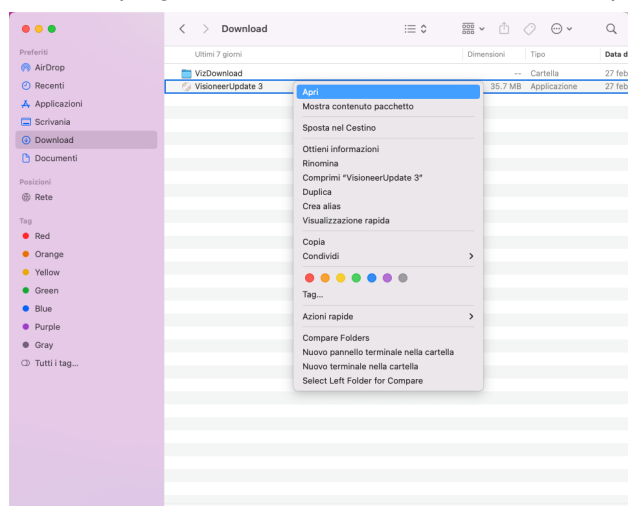 Download
Preferiti
AirDrop
Recenti
Applicazioni
Scrivania
Download
Documenti
Posizioni
Rete
Tag
Red
Orange
Yellow
Green
Blue
Purple
Gray
Tutti i tag...
Ultimi 7 giorni Dimensioni Tipo Data d
VizDownload -- Cartella 27 feb
VisioneerUpdate 3 35.7 MB Applicazione 27 feb
Apri
Mostra contenuto pacchetto
Sposta nel Cestino
Ottieni informazioni
Rinomina
Comprimi “VisioneerUpdate 3”
Duplica
Crea alias
Visualizzazione rapida
Copia
Condividi
Tag...
Azioni rapide
Compare Folders
Nuovo pannello terminale nella cartella
Nuovo terminale nella cartella
Select Left Folder for Compare